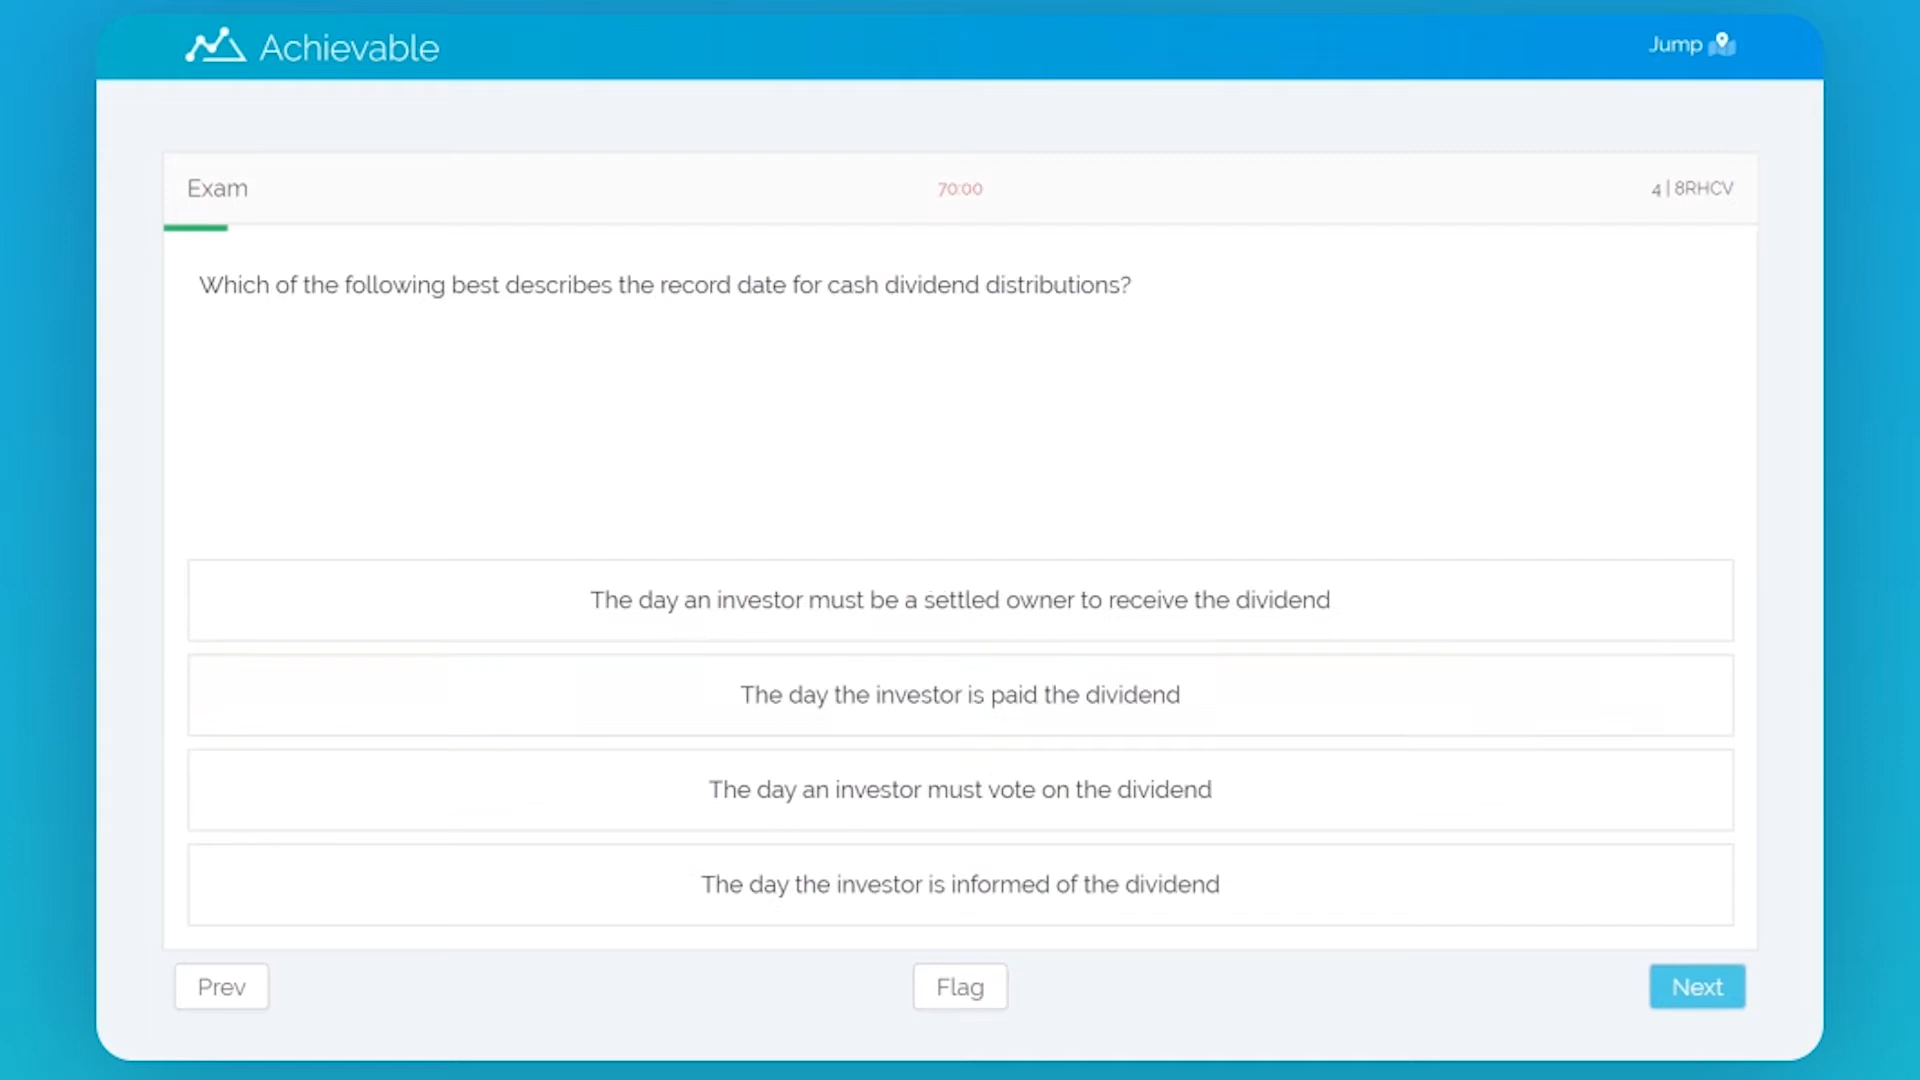 Achievable
Jump
Exam
70:00
4 | 8RHCV
Which of the following best describes the record date for cash dividend distributions?
The day an investor must be a settled owner to receive the dividend
The day the investor is paid the dividend
The day an investor must vote on the dividend
The day the investor is informed of the dividend
Prev
Flag
Next